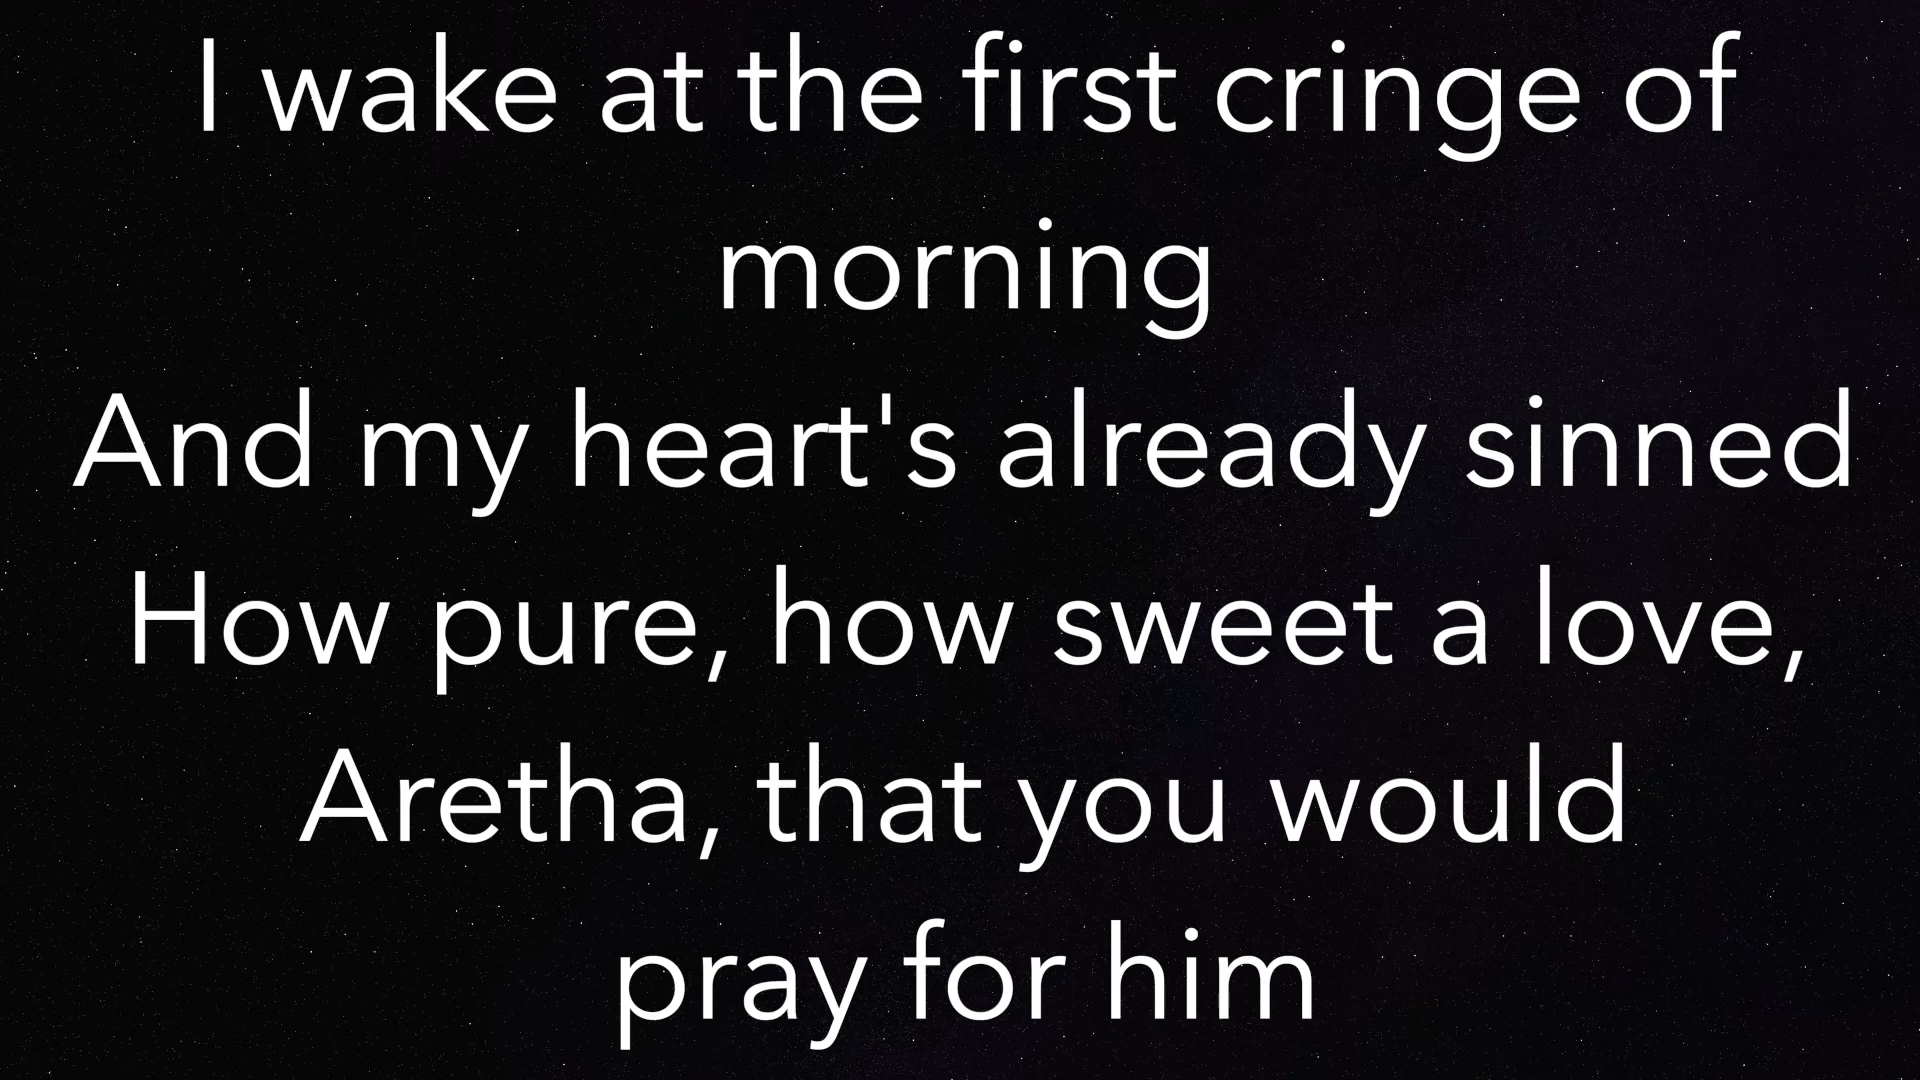 I wake at the first cringe of
morning
And my heart's already sinned
How pure, how sweet a love,
Aretha, that you would
pray for him